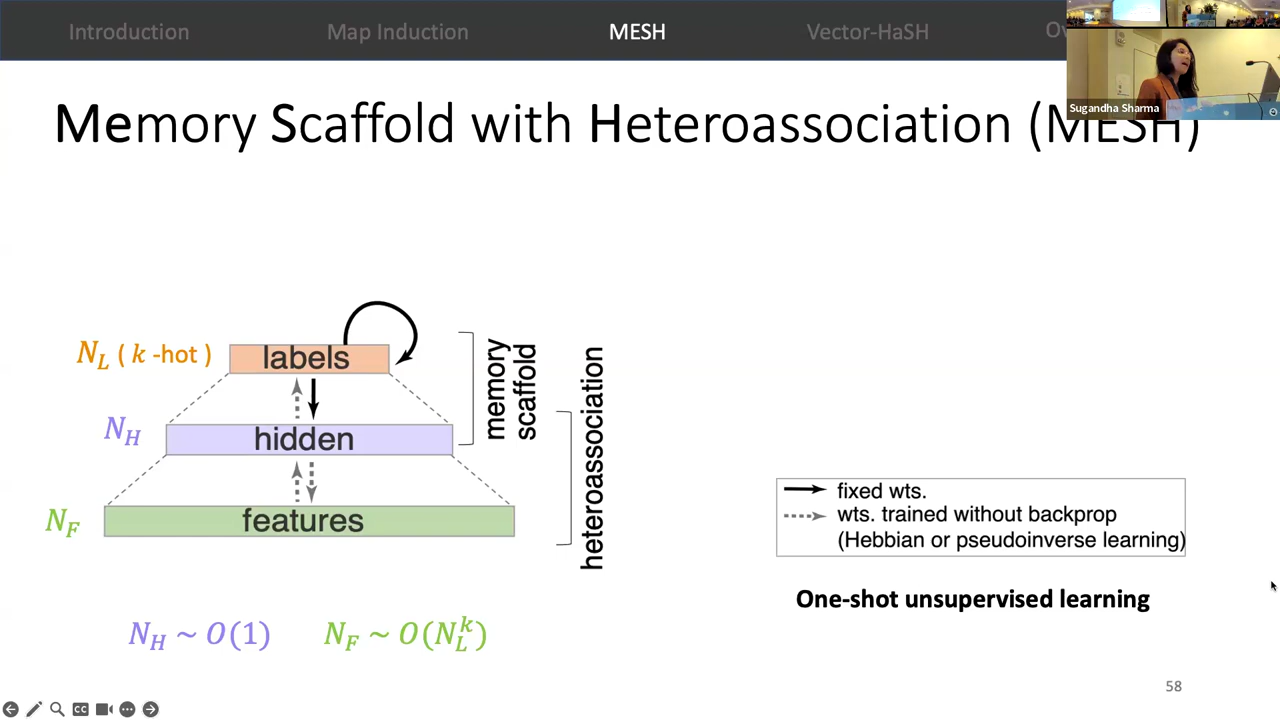 Introduction
Map Induction
MESH
Vector-HaSH
Sugandha Sharma
Memory Scaffold with Heteroassociation (MESH)
N_L ( k -hot )
labels
N_H
hidden
N_F
features
memory
scaffold
heteroassociation
fixed wts.
wts. trained without backprop
(Hebbian or pseudoinverse learning)
One-shot unsupervised learning
N_H ~ O(1)
N_F ~ O(N_L^k)
58
CC